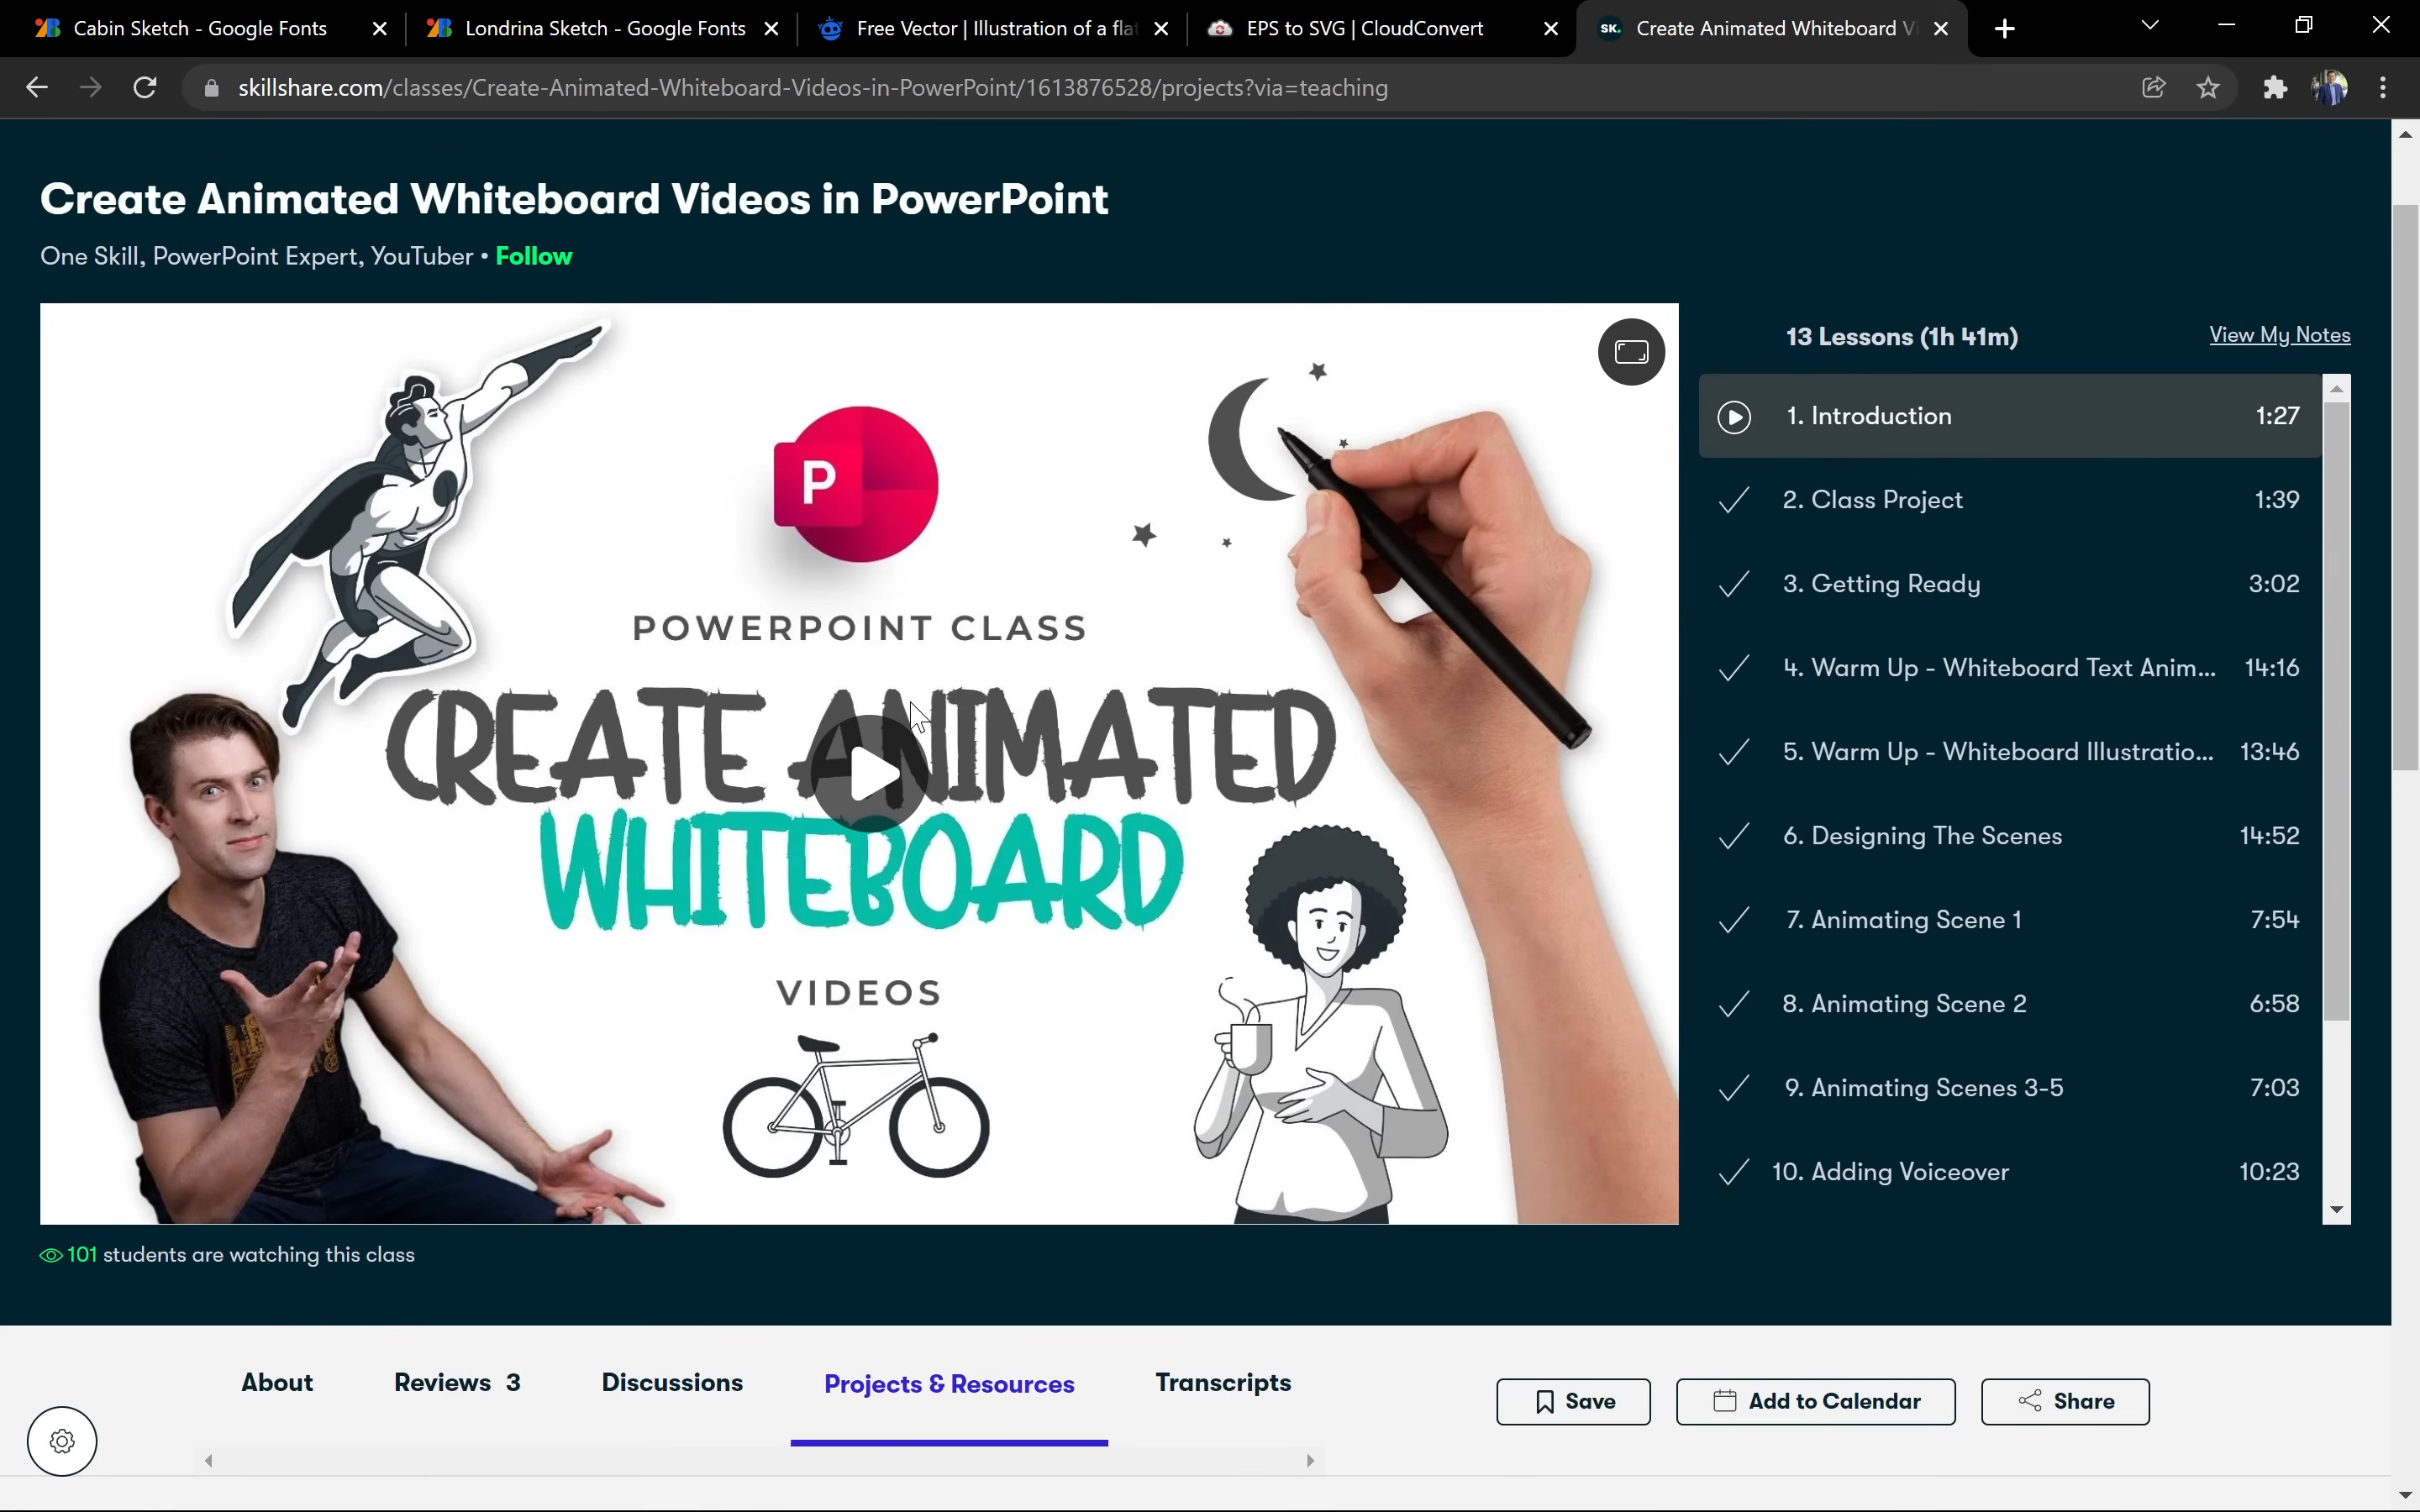 Cabin Sketch - Google Fonts
Londrina Sketch - Google Fonts
Free Vector | Illustration of a flat
EPS to SVG | CloudConvert
SK.
Create Animated Whiteboard Vi
skillshare.com/classes/Create-Animated-Whiteboard-Videos-in-PowerPoint/1613876528/projects?via=teaching
Create Animated Whiteboard Videos in PowerPoint
One Skill, PowerPoint Expert, YouTuber • Follow
P
POWERPOINT CLASS
CREATE ANIMATED
WHITEBOARD
VIDEOS
13 Lessons (1h 41m)
View My Notes
1. Introduction 1:27
2. Class Project 1:39
3. Getting Ready 3:02
4. Warm Up - Whiteboard Text Anim... 14:16
5. Warm Up - Whiteboard Illustratio... 13:46
6. Designing The Scenes 14:52
7. Animating Scene 1 7:54
8. Animating Scene 2 6:58
9. Animating Scenes 3-5 7:03
10. Adding Voiceover 10:23
101 students are watching this class
About
Reviews 3
Discussions
Projects & Resources
Transcripts
Save
Add to Calendar
Share